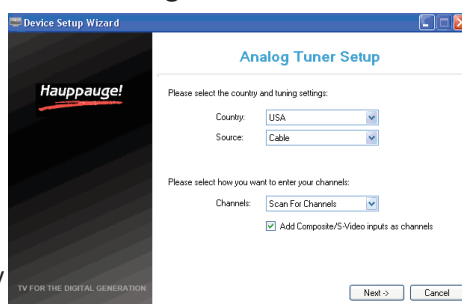 Device Setup Wizard
Analog Tuner Setup
Hauppauge!
Please select the country and tuning settings:
Country: USA
Source: Cable
Please select how you want to enter your channels:
Channels: Scan For Channels
Add Composite/S-Video inputs as channels
TV FOR THE DIGITAL GENERATION
Next -> Cancel